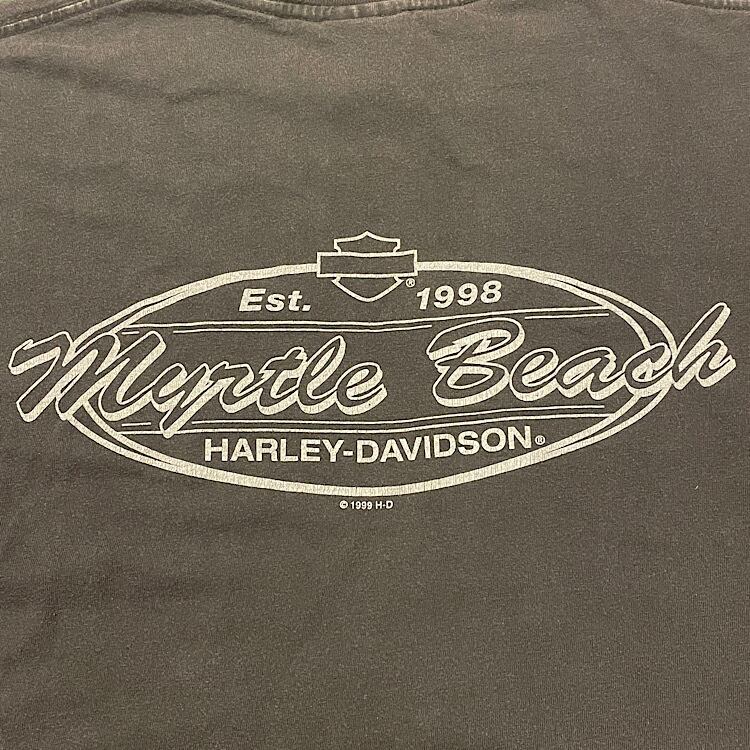 Est. 1998
Myrtle Beach
HARLEY-DAVIDSON®
© 1999 H-D